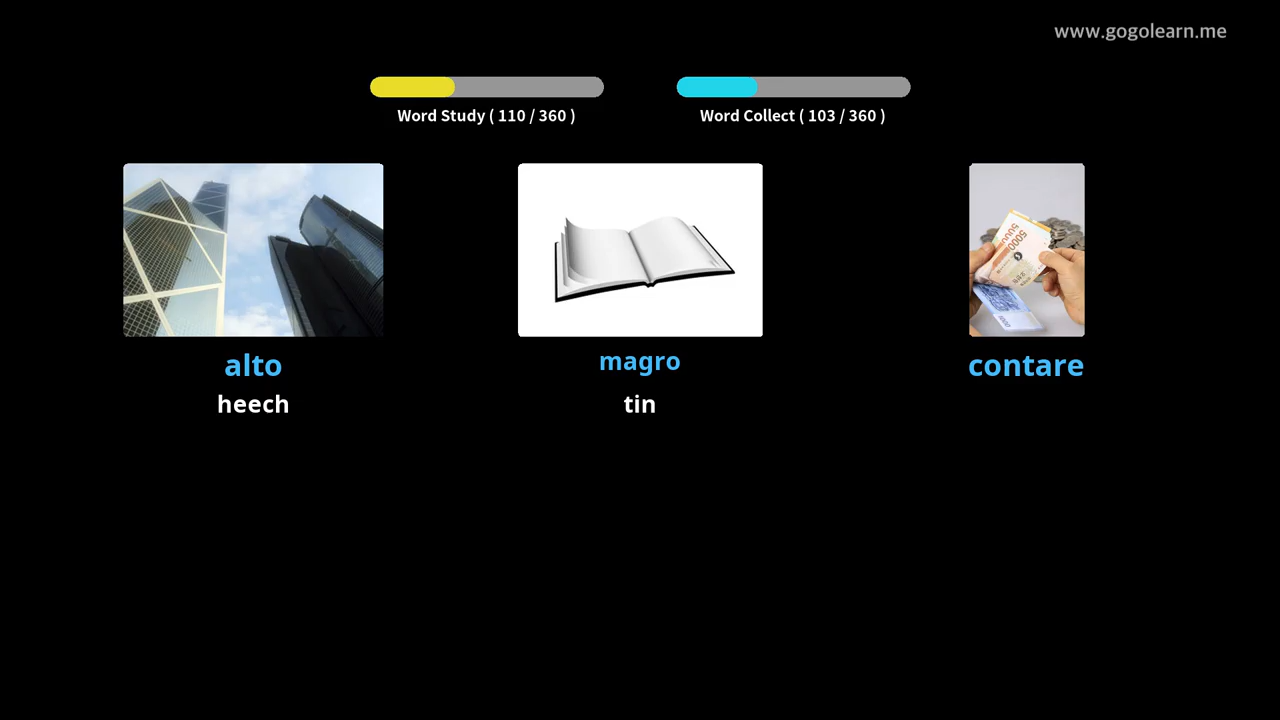 www.gogolearn.me
Word Study ( 110 / 360 )
Word Collect ( 103 / 360 )
alto
magro
contare
heech
tin